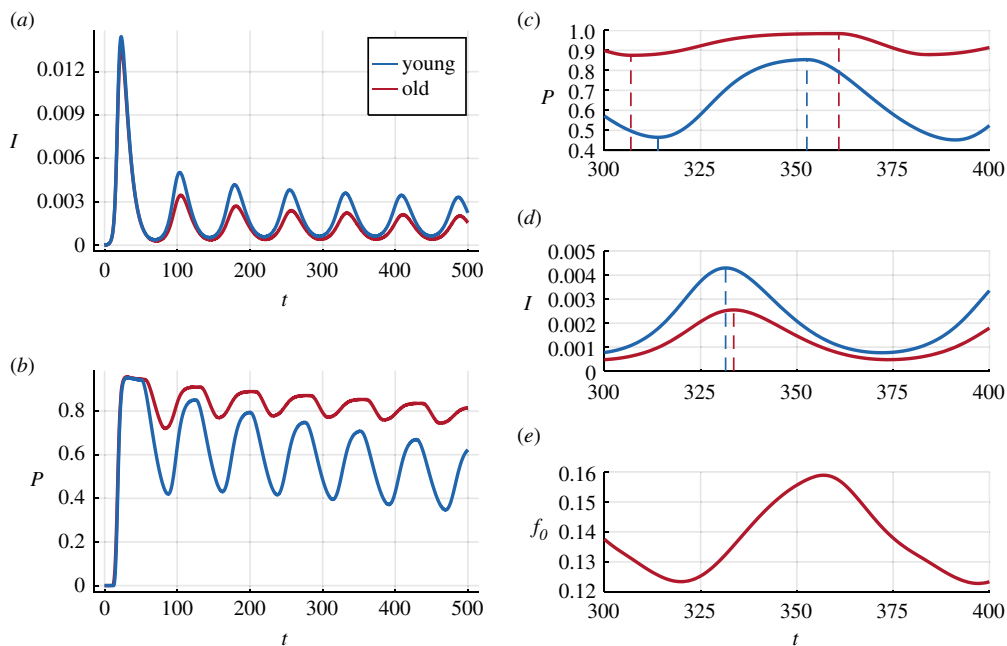 (a)
0.012
0.009
0.006
0.003
0
I
0 100 200 300 400 500
t
young
old
(b)
0.8
0.6
0.4
0.2
0
P
0 100 200 300 400 500
t
(c)
1.0
0.9
0.8
0.7
0.6
0.5
0.4
P
300 325 350 375 400
(d)
0.005
0.004
0.003
0.002
0.001
0
I
300 325 350 375 400
(e)
0.16
0.15
0.14
0.13
0.12
f0
300 325 350 375 400
t